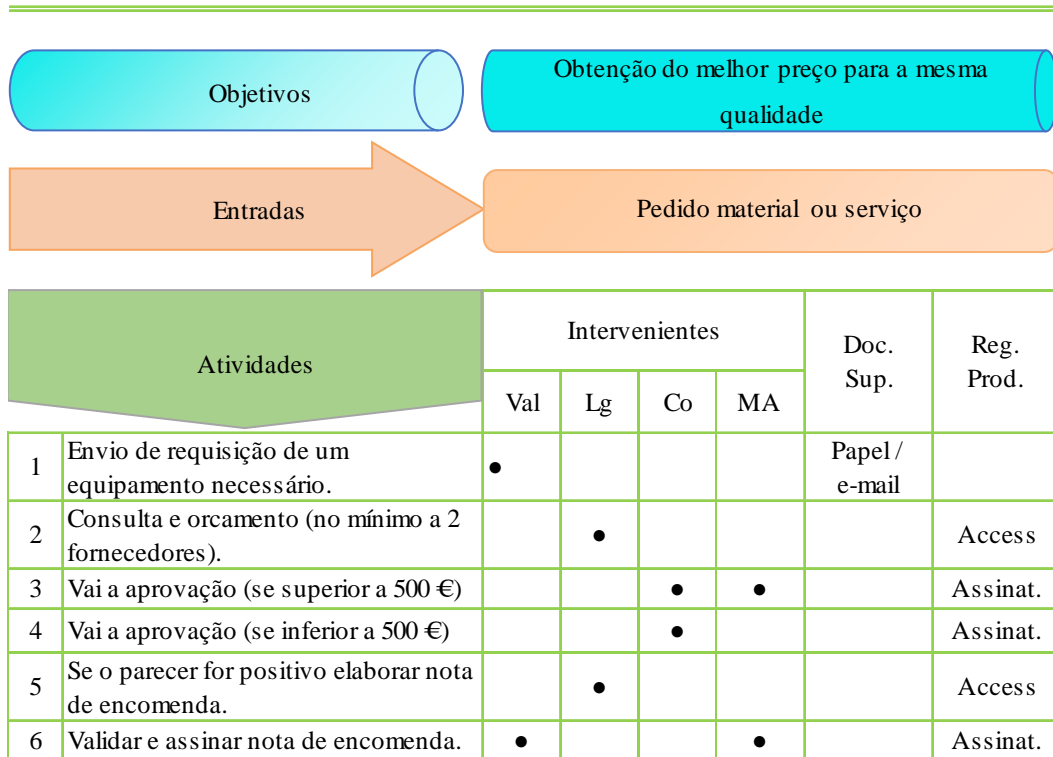 Objetivos
Obtenção do melhor preço para a mesma
qualidade
Entradas
Pedido material ou serviço
Atividades
Intervenientes
Doc.
Sup.
Reg.
Prod.
Val Lg Co MA
1 Envio de requisição de um
equipamento necessário.
●
Papel /
e-mail
2 Consulta e orcamento (no mínimo a 2
fornecedores).
● Access
3 Vai a aprovação (se superior a 500 €) ● ● Assinat.
4 Vai a aprovação (se inferior a 500 €) ● Assinat.
5 Se o parecer for positivo elaborar nota
de encomenda.
● Access
6 Validar e assinar nota de encomenda. ● ● Assinat.